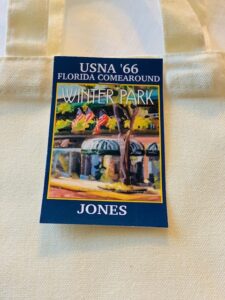 USNA '66
FLORIDA COMEAROUND
WINTER PARK
JONES